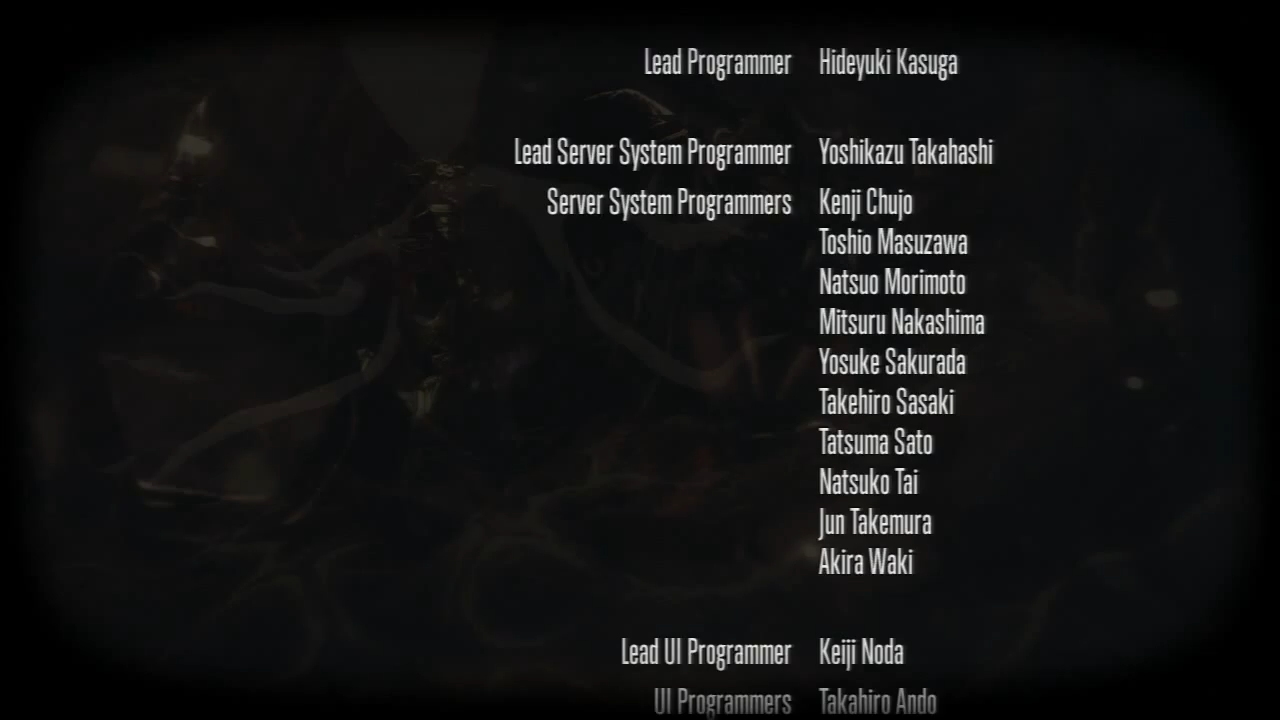 Lead Programmer Hideyuki Kasuga
Lead Server System Programmer Yoshikazu Takahashi
Server System Programmers Kenji Chujo
Toshio Masuzawa
Natsuo Morimoto
Mitsuru Nakashima
Yosuke Sakurada
Takehiro Sasaki
Tatsuma Sato
Natsuko Tai
Jun Takemura
Akira Waki
Lead UI Programmer Keiji Noda
UI Programmers Takahiro Ando